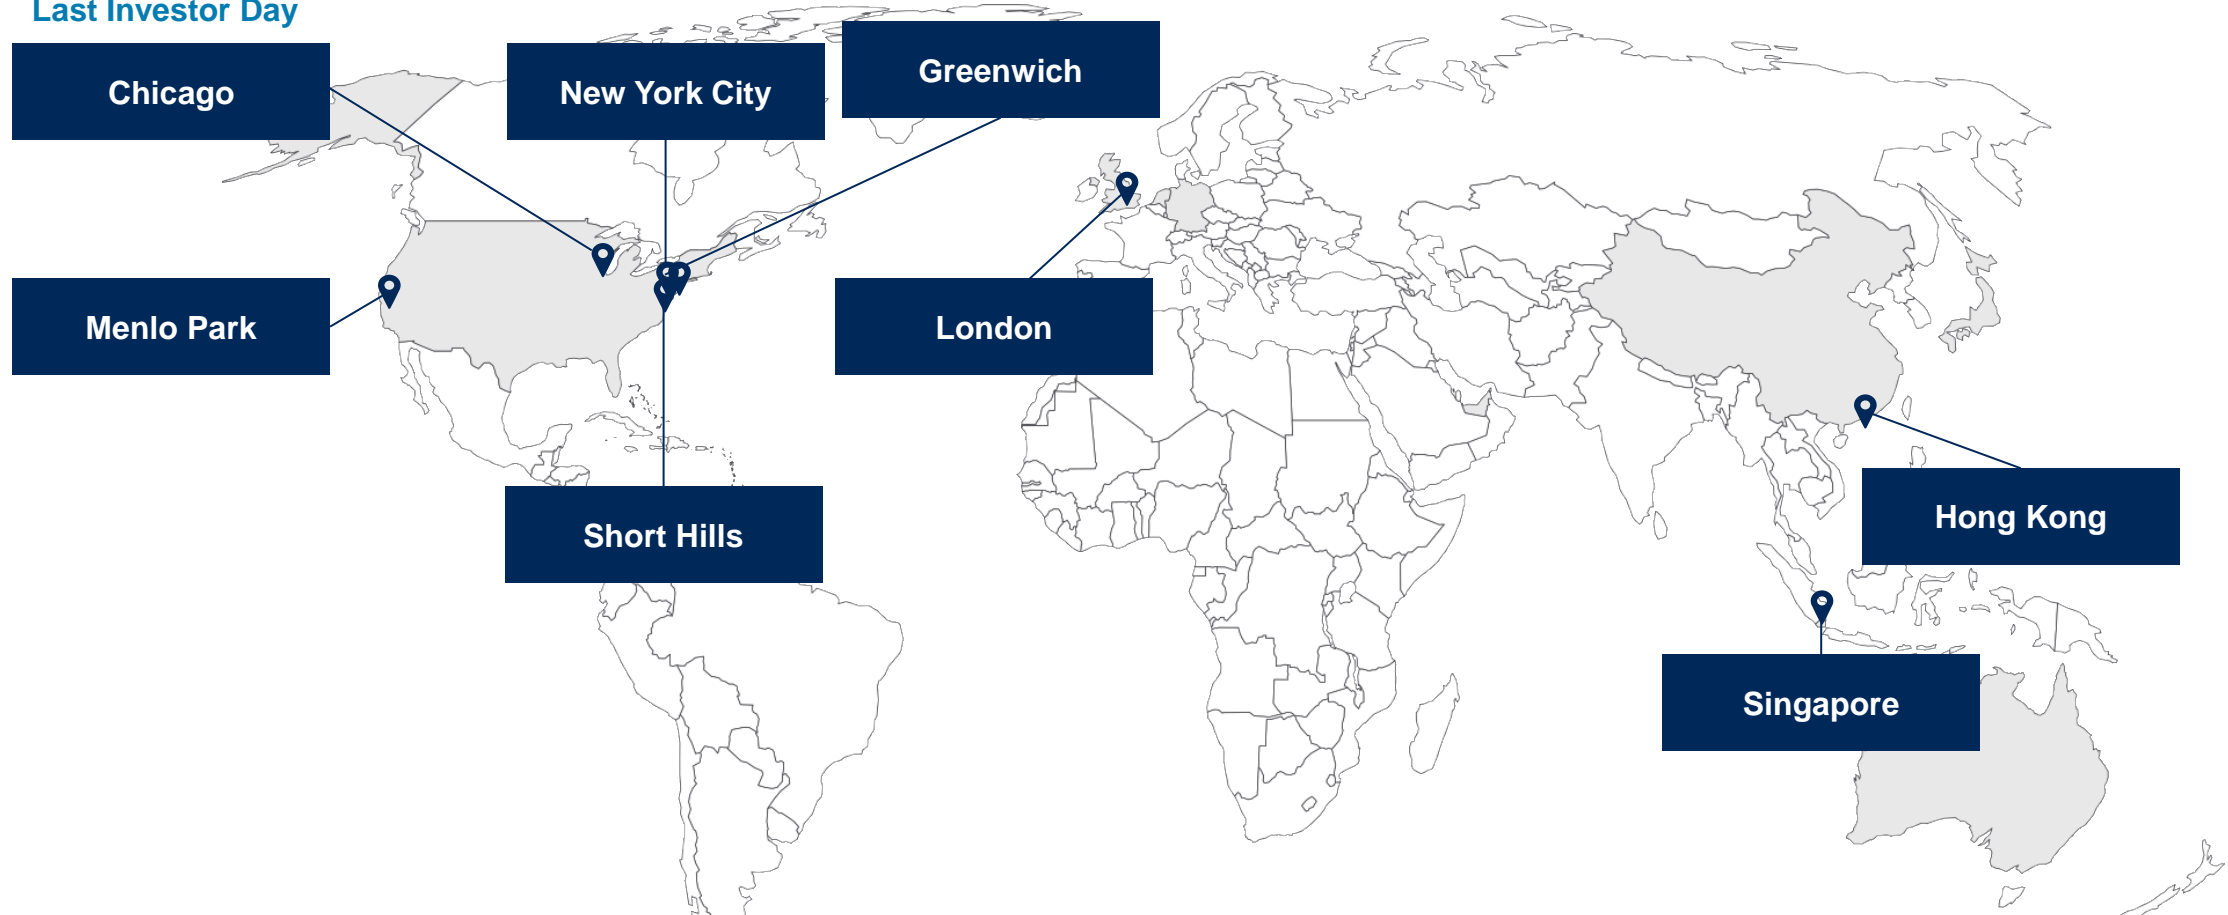 Last Investor Day
Chicago
New York City
Greenwich
Menlo Park
London
Short Hills
Hong Kong
Singapore